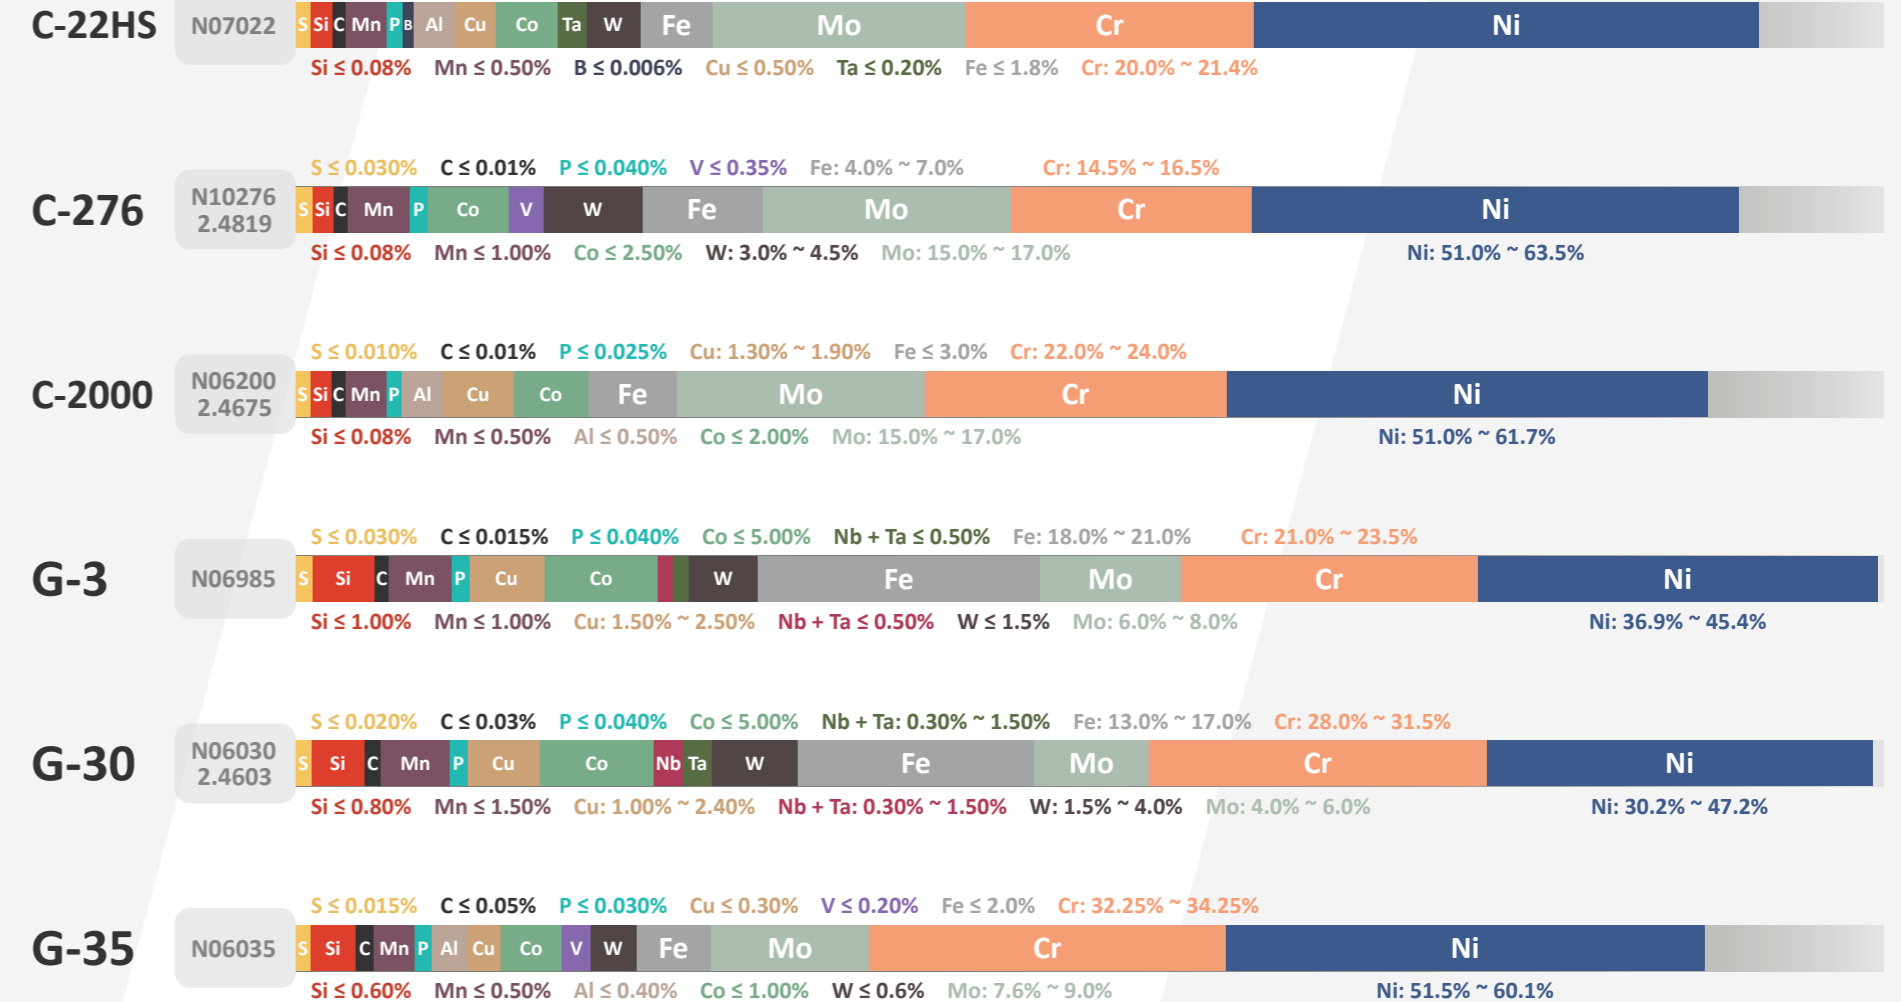 C-22HS N07022 S Si C Mn P B Al Cu Co Ta W Fe Mo Cr Ni
Si ≤ 0.08% Mn ≤ 0.50% B ≤ 0.006% Cu ≤ 0.50% Ta ≤ 0.20% Fe ≤ 1.8% Cr: 20.0% ~ 21.4%
S ≤ 0.030% C ≤ 0.01% P ≤ 0.040% V ≤ 0.35% Fe: 4.0% ~ 7.0% Cr: 14.5% ~ 16.5%
C-276 N10276 2.4819 S Si C Mn P Co V W Fe Mo Cr Ni
Si ≤ 0.08% Mn ≤ 1.00% Co ≤ 2.50% W: 3.0% ~ 4.5% Mo: 15.0% ~ 17.0% Ni: 51.0% ~ 63.5%
S ≤ 0.010% C ≤ 0.01% P ≤ 0.025% Cu: 1.30% ~ 1.90% Fe ≤ 3.0% Cr: 22.0% ~ 24.0%
C-2000 N06200 2.4675 S Si C Mn P Al Cu Co Fe Mo Cr Ni
Si ≤ 0.08% Mn ≤ 0.50% Al ≤ 0.50% Co ≤ 2.00% Mo: 15.0% ~ 17.0% Ni: 51.0% ~ 61.7%
S ≤ 0.030% C ≤ 0.015% P ≤ 0.040% Co ≤ 5.00% Nb + Ta ≤ 0.50% Fe: 18.0% ~ 21.0% Cr: 21.0% ~ 23.5%
G-3 N06985 S Si C Mn P Cu Co W Fe Mo Cr Ni
Si ≤ 1.00% Mn ≤ 1.00% Cu: 1.50% ~ 2.50% Nb + Ta ≤ 0.50% W ≤ 1.5% Mo: 6.0% ~ 8.0% Ni: 36.9% ~ 45.4%
S ≤ 0.020% C ≤ 0.03% P ≤ 0.040% Co ≤ 5.00% Nb + Ta: 0.30% ~ 1.50% Fe: 13.0% ~ 17.0% Cr: 28.0% ~ 31.5%
G-30 N06030 2.4603 S Si C Mn P Cu Co Nb Ta W Fe Mo Cr Ni
Si ≤ 0.80% Mn ≤ 1.50% Cu: 1.00% ~ 2.40% Nb + Ta: 0.30% ~ 1.50% W: 1.5% ~ 4.0% Mo: 4.0% ~ 6.0% Ni: 30.2% ~ 47.2%
S ≤ 0.015% C ≤ 0.05% P ≤ 0.030% Cu ≤ 0.30% V ≤ 0.20% Fe ≤ 2.0% Cr: 32.25% ~ 34.25%
G-35 N06035 S Si C Mn P Al Cu Co V W Fe Mo Cr Ni
Si ≤ 0.60% Mn ≤ 0.50% Al ≤ 0.40% Co ≤ 1.00% W ≤ 0.6% Mo: 7.6% ~ 9.0% Ni: 51.5% ~ 60.1%